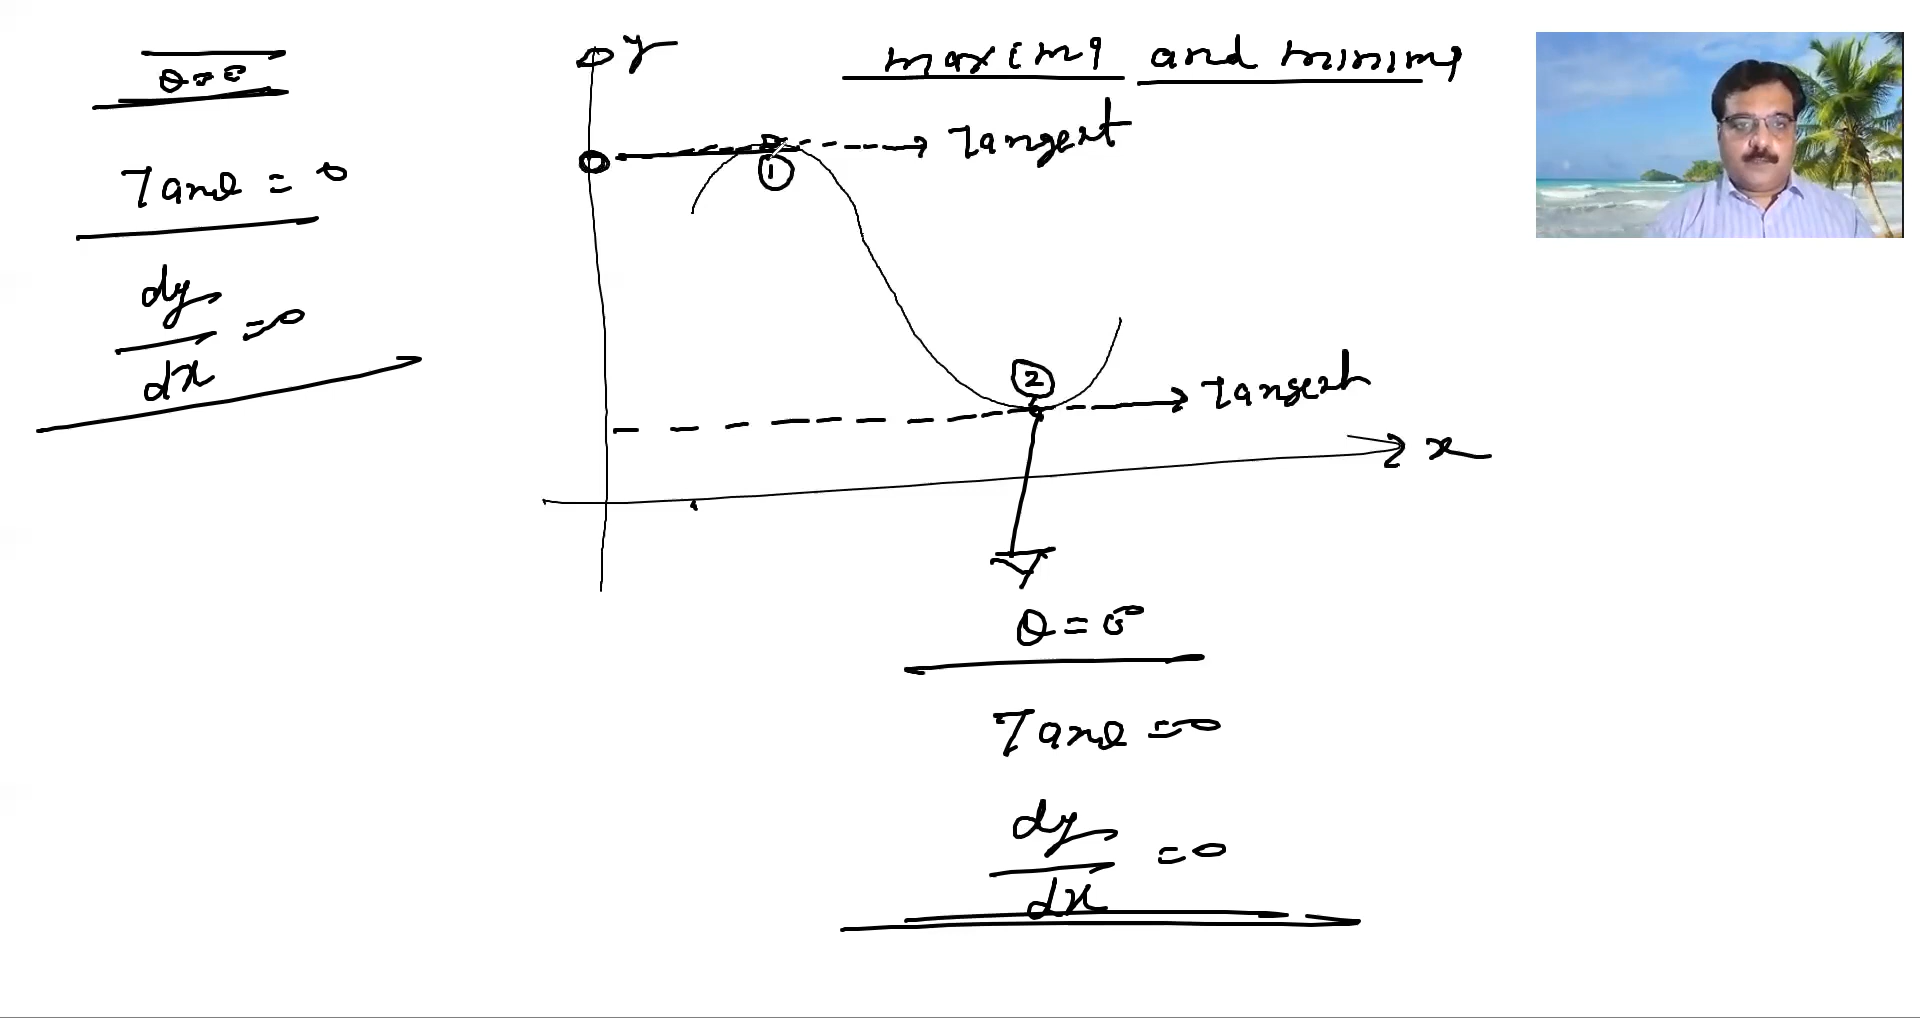 y
maxima and minima
θ = 0
Tangent
①
Tanθ = 0
dy
dx = 0
②
Tangent
x
θ = 0°
Tanθ = 0
dy
dx = 0